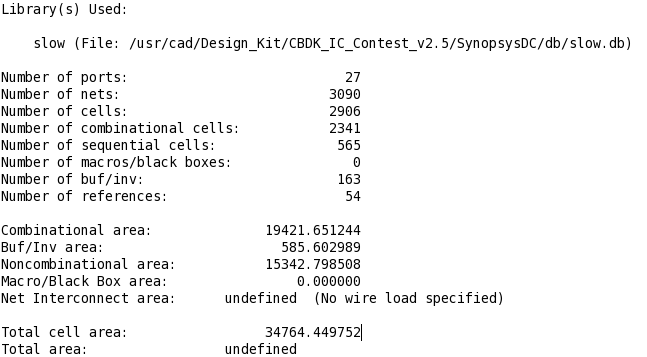 Library(s) Used:
slow (File: /usr/cad/Design_Kit/CBDK_IC_Contest_v2.5/SynopsysDC/db/slow.db)
Number of ports: 27
Number of nets: 3090
Number of cells: 2906
Number of combinational cells: 2341
Number of sequential cells: 565
Number of macros/black boxes: 0
Number of buf/inv: 163
Number of references: 54
Combinational area: 19421.651244
Buf/Inv area: 585.602989
Noncombinational area: 15342.798508
Macro/Black Box area: 0.000000
Net Interconnect area: undefined (No wire load specified)
Total cell area: 34764.449752
Total area: undefined